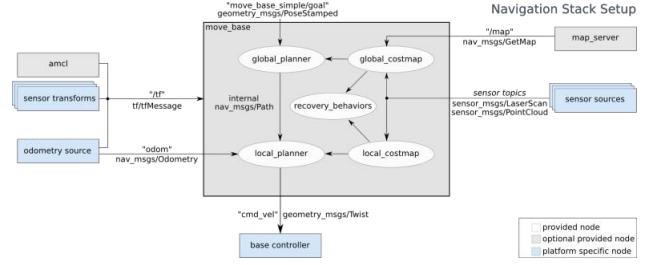 Navigation Stack Setup
"move_base_simple/goal"
geometry_msgs/PoseStamped
move_base
"/map"
nav_msgs/GetMap
map_server
global_planner
global_costmap
amcl
sensor transforms
"/tf"
tf/tfMessage
internal
nav_msgs/Path
recovery_behaviors
sensor topics
sensor_msgs/LaserScan
sensor_msgs/PointCloud
sensor sources
odometry source
"odom"
nav_msgs/Odometry
local_planner
local_costmap
"cmd_vel" geometry_msgs/Twist
base controller
provided node
optional provided node
platform specific node